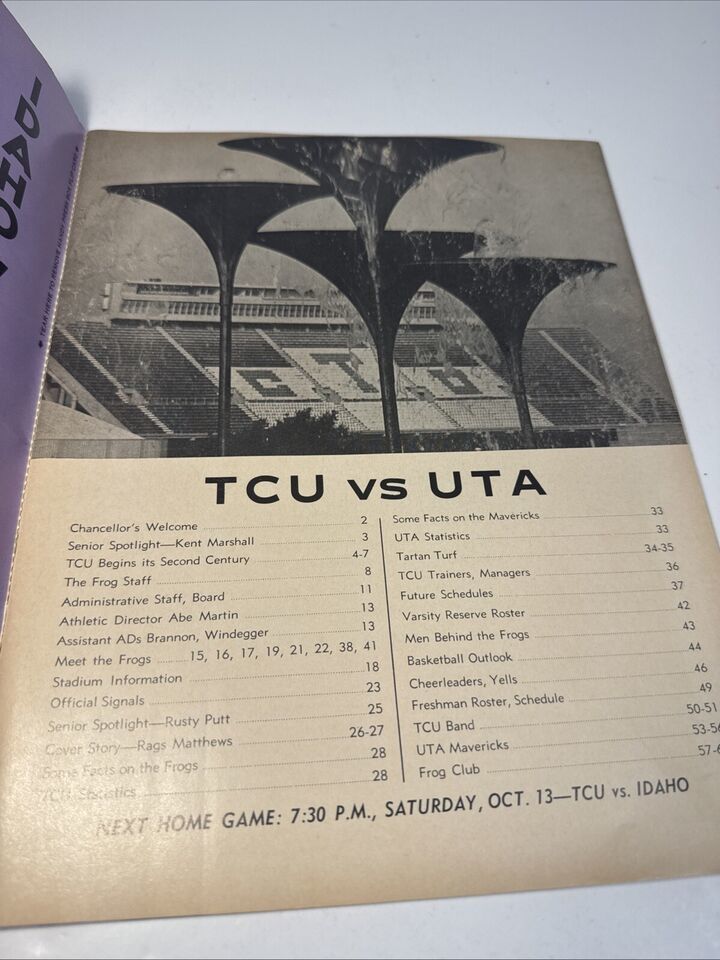 IDAHO
TCU
TCU vs UTA
Chancellor's Welcome 2
Senior Spotlight—Kent Marshall 3
TCU Begins its Second Century 4-7
The Frog Staff 8
Administrative Staff, Board 11
Athletic Director Abe Martin 13
Assistant ADs Brannon, Windegger 13
Meet the Frogs 15, 16, 17, 19, 21, 22, 38, 41
Stadium Information 18
Official Signals 23
Senior Spotlight—Rusty Putt 25
Cover Story—Rags Matthews 26-27
Some Facts on the Frogs 28
TCU Statistics 28
Some Facts on the Mavericks 33
UTA Statistics 33
Tartan Turf 34-35
TCU Trainers, Managers 36
Future Schedules 37
Varsity Reserve Roster 42
Men Behind the Frogs 43
Basketball Outlook 44
Cheerleaders, Yells 46
Freshman Roster, Schedule 49
TCU Band 50-51
UTA Mavericks 53-56
Frog Club 57-6
NEXT HOME GAME: 7:30 P.M., SATURDAY, OCT. 13—TCU vs. IDAHO